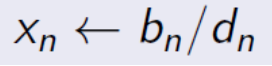 xₙ ← bₙ/dₙ